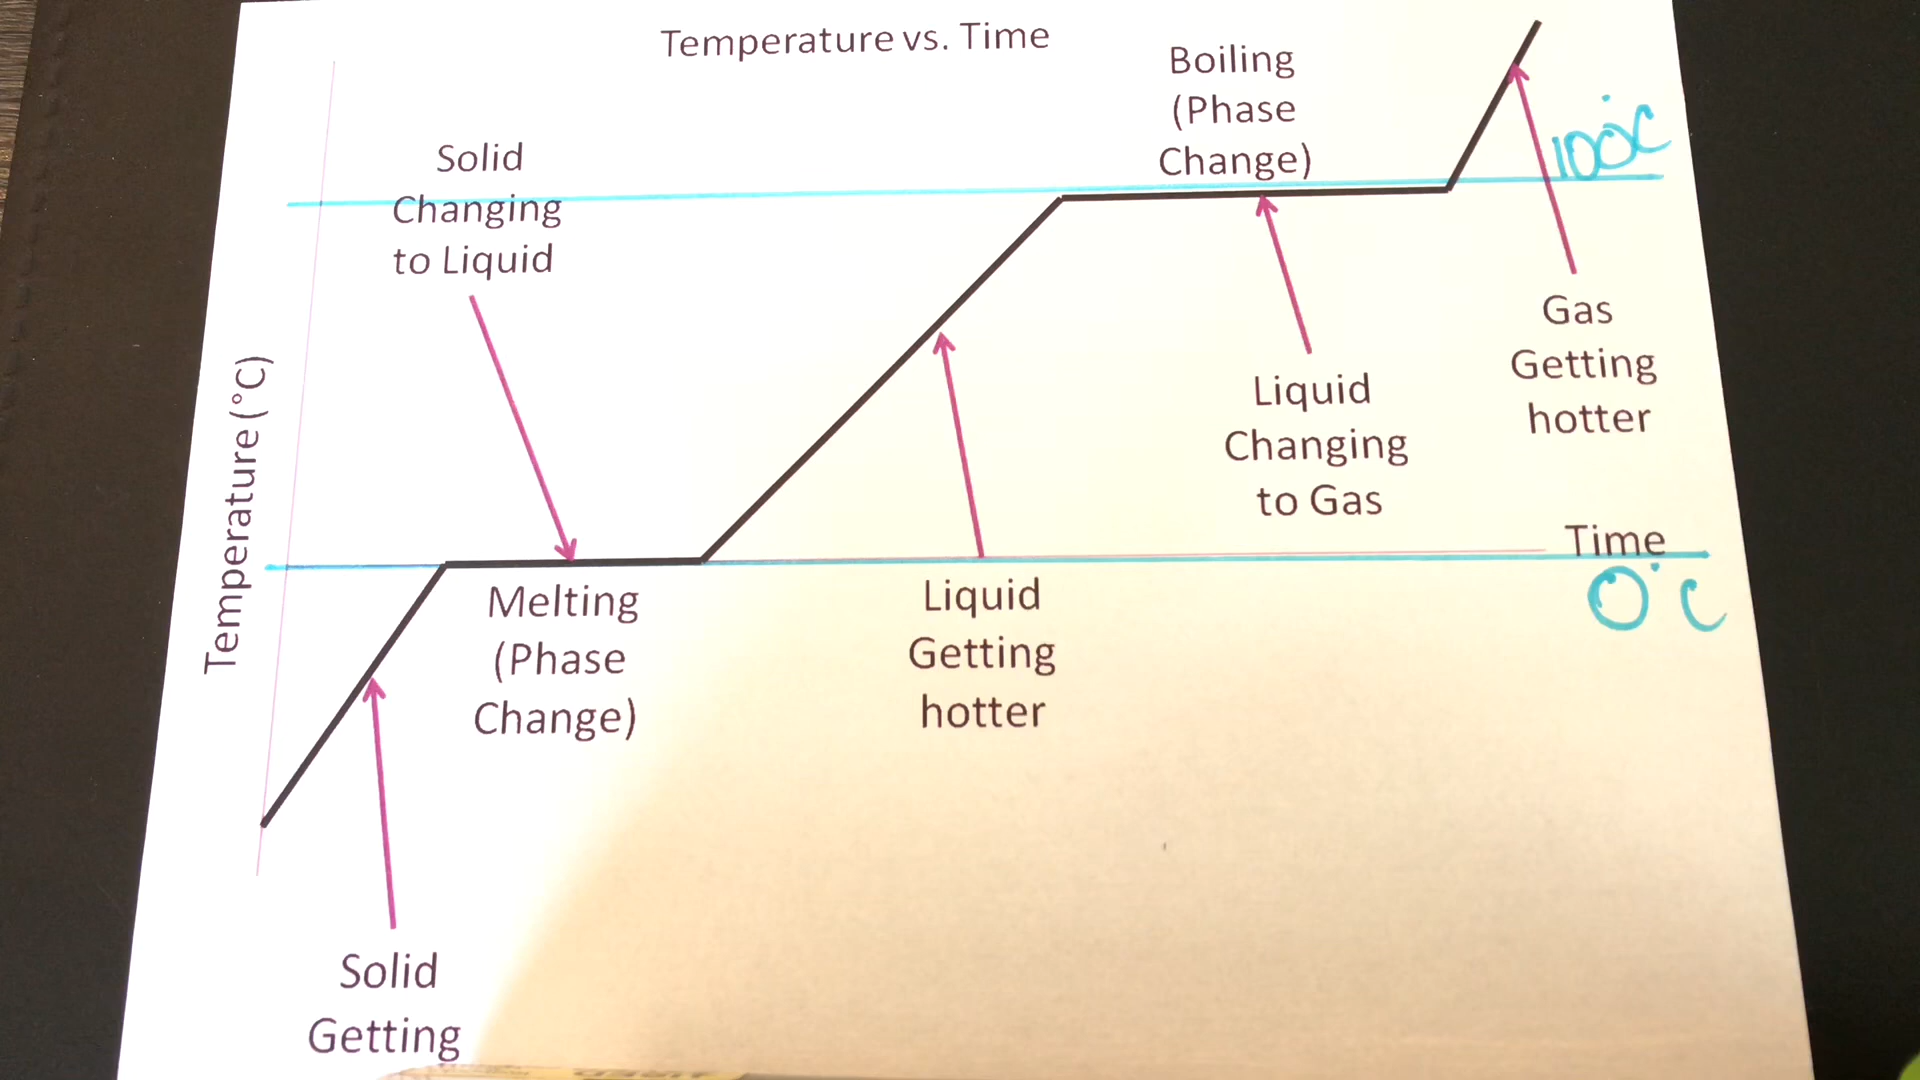 Temperature vs. Time
Boiling
(Phase
Change)
100°C
Solid
Changing
to Liquid
Gas
Getting
hotter
Liquid
Changing
to Gas
Temperature (°C)
Time
0°C
Melting
(Phase
Change)
Liquid
Getting
hotter
Solid
Getting